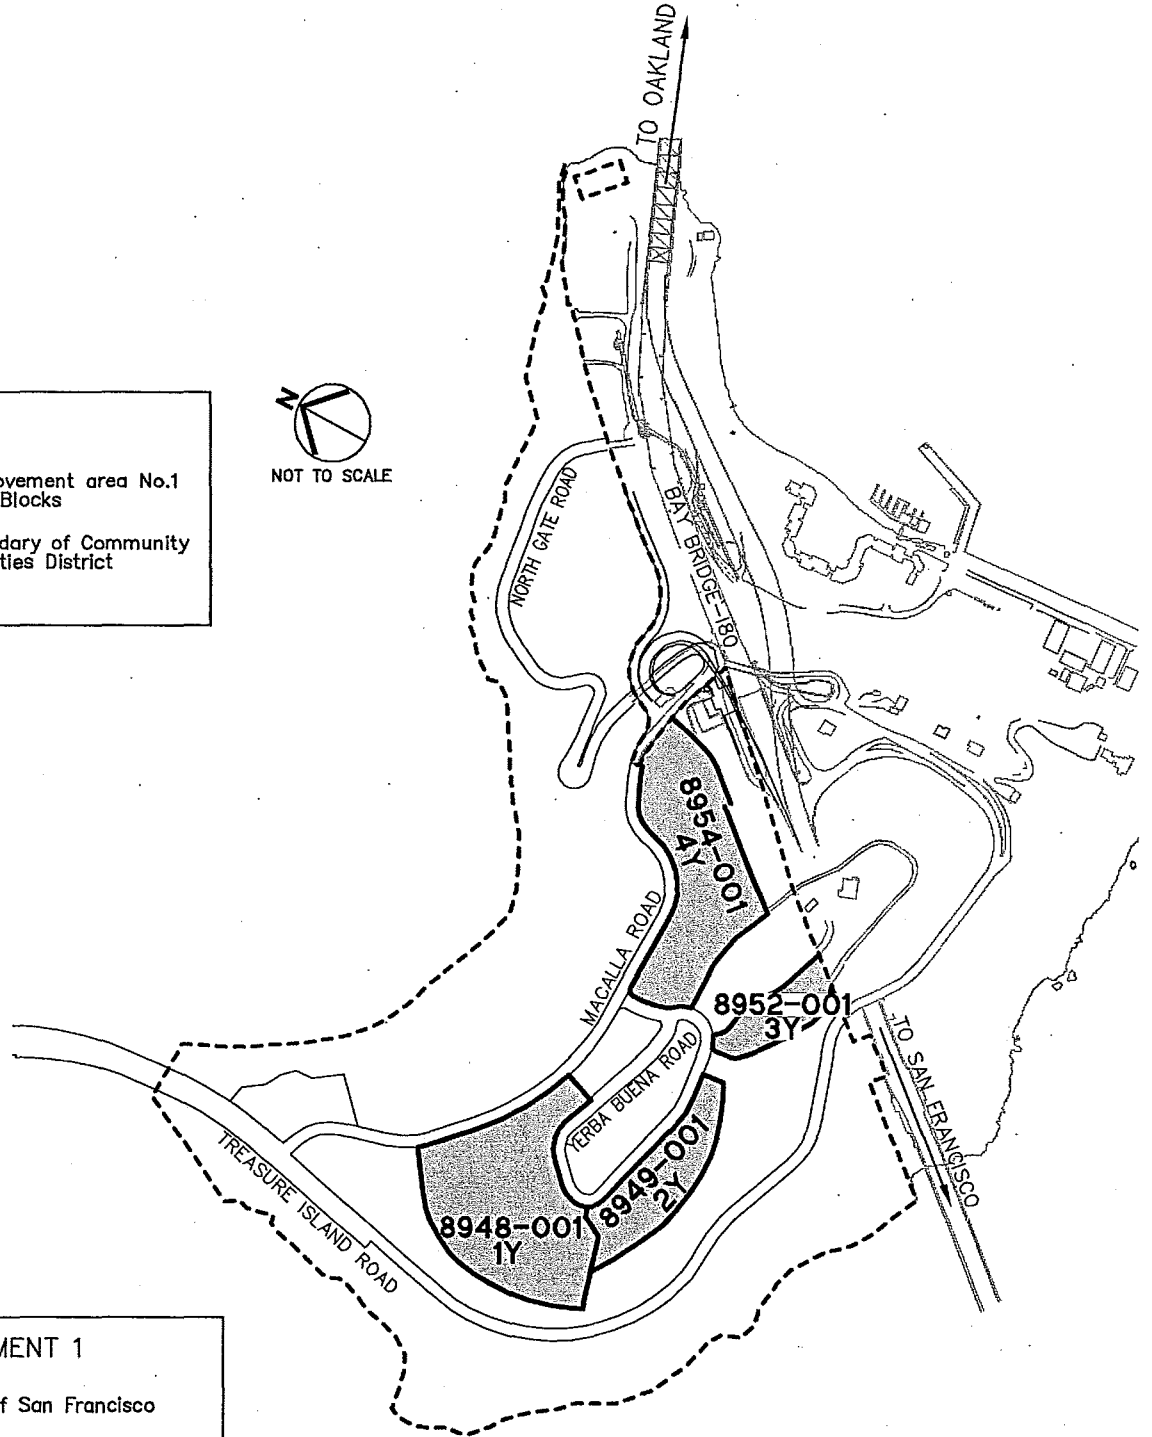 TO OAKLAND
N
NOT TO SCALE
ovement area No.1
Blocks
dary of Community
ties District
NORTH GATE ROAD
BAY BRIDGE-I80
8954-001
4Y
MACALLA ROAD
8952-001
3Y
TO SAN FRANCISCO
YERBA BUENA ROAD
8949-001
2Y
TREASURE ISLAND ROAD
8948-001
1Y
MENT 1
f San Francisco